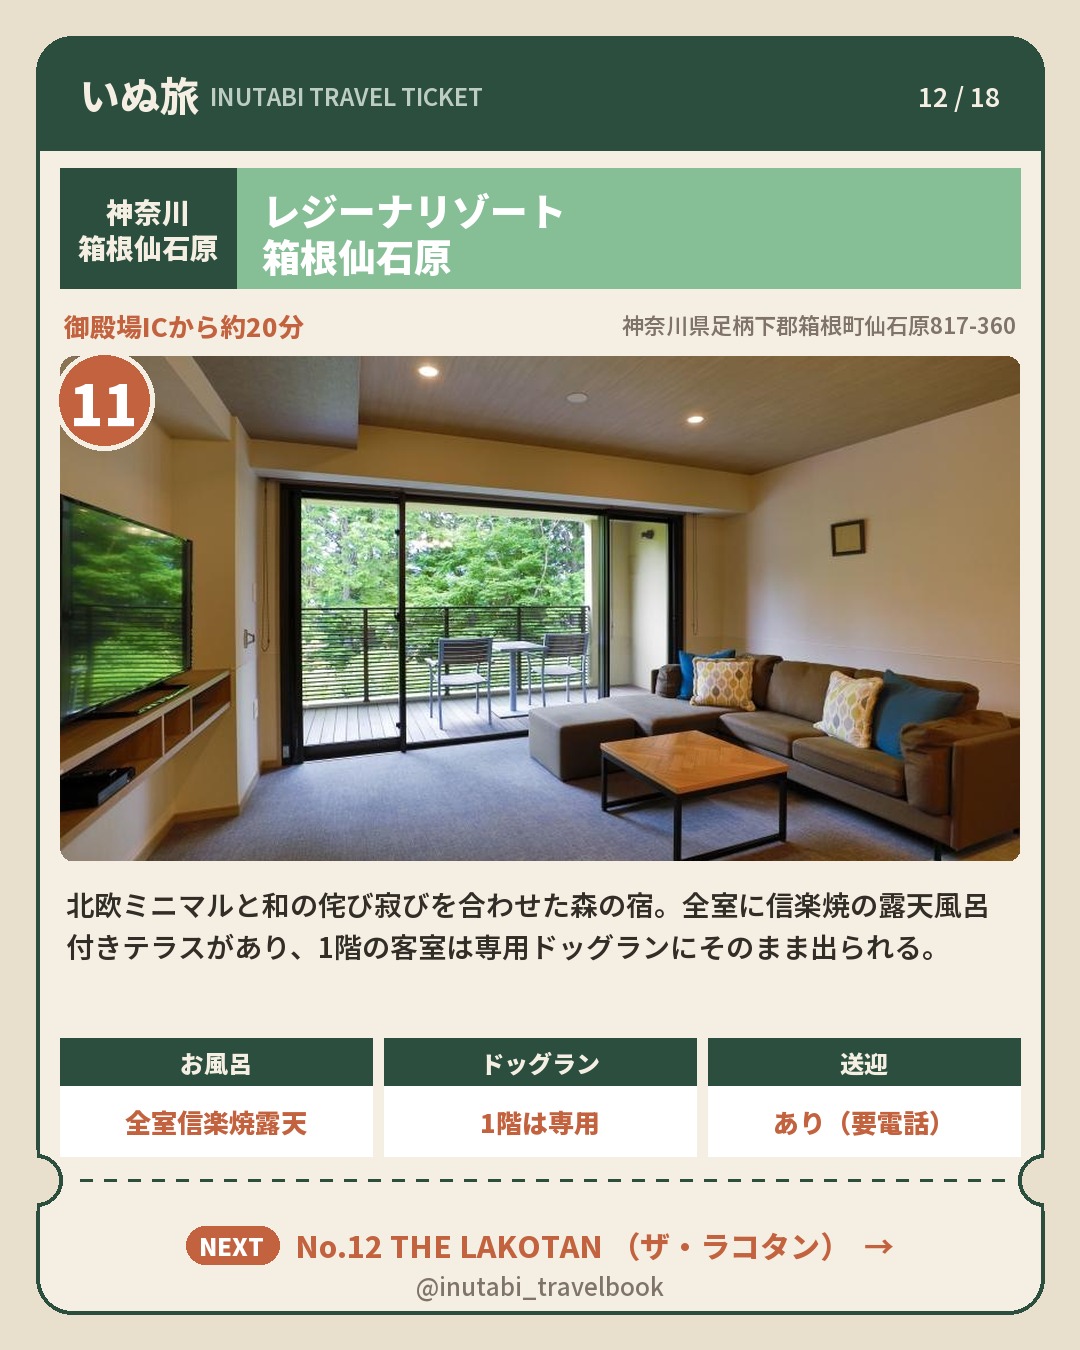 いぬ旅 INUTABI TRAVEL TICKET 12 / 18
神奈川
箱根仙石原
レジーナリゾート
箱根仙石原
御殿場ICから約20分
神奈川県足柄下郡箱根町仙石原817-360
11
北欧ミニマルと和の侘び寂びを合わせた森の宿。全室に信楽焼の露天風呂
付きテラスがあり、1階の客室は専用ドッグランにそのまま出られる。
お風呂
全室信楽焼露天
ドッグラン
1階は専用
送迎
あり（要電話）
NEXT No.12 THE LAKOTAN （ザ・ラコタン） →
@inutabi_travelbook